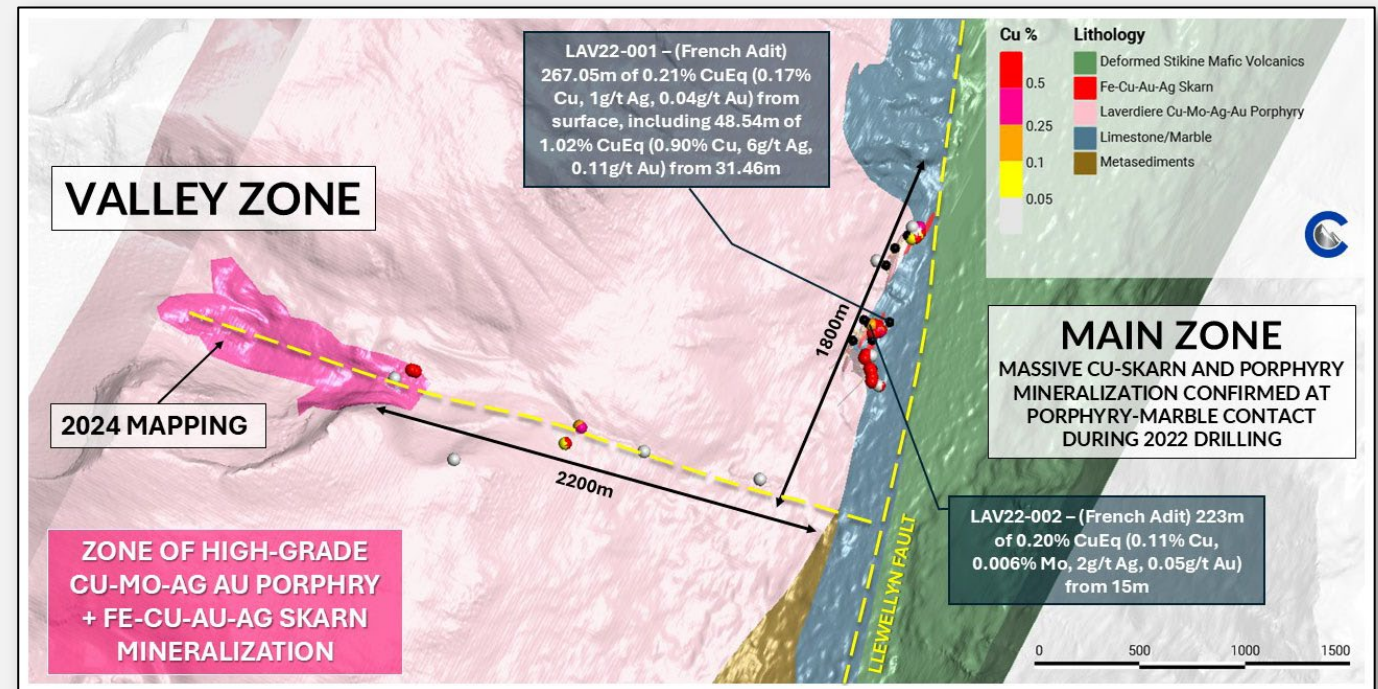 LAV22-001 – (French Adit)
267.05m of 0.21% CuEq (0.17%
Cu, 1g/t Ag, 0.04g/t Au) from
surface, including 48.54m of
1.02% CuEq (0.90% Cu, 6g/t Ag,
0.11g/t Au) from 31.46m
Cu %
0.5
0.25
0.1
0.05
Lithology
Deformed Stikine Mafic Volcanics
Fe-Cu-Au-Ag Skarn
Laverdiere Cu-Mo-Ag-Au Porphyry
Limestone/Marble
Metasediments
VALLEY ZONE
1800m
MAIN ZONE
MASSIVE CU-SKARN AND PORPHYRY
MINERALIZATION CONFIRMED AT
PORPHYRY-MARBLE CONTACT
DURING 2022 DRILLING
2024 MAPPING
2200m
LLEWELLYN FAULT
LAV22-002 – (French Adit) 223m
of 0.20% CuEq (0.11% Cu,
0.006% Mo, 2g/t Ag, 0.05g/t Au)
from 15m
ZONE OF HIGH-GRADE
CU-MO-AG AU PORPHRY
+ FE-CU-AU-AG SKARN
MINERALIZATION
0 500 1000 1500